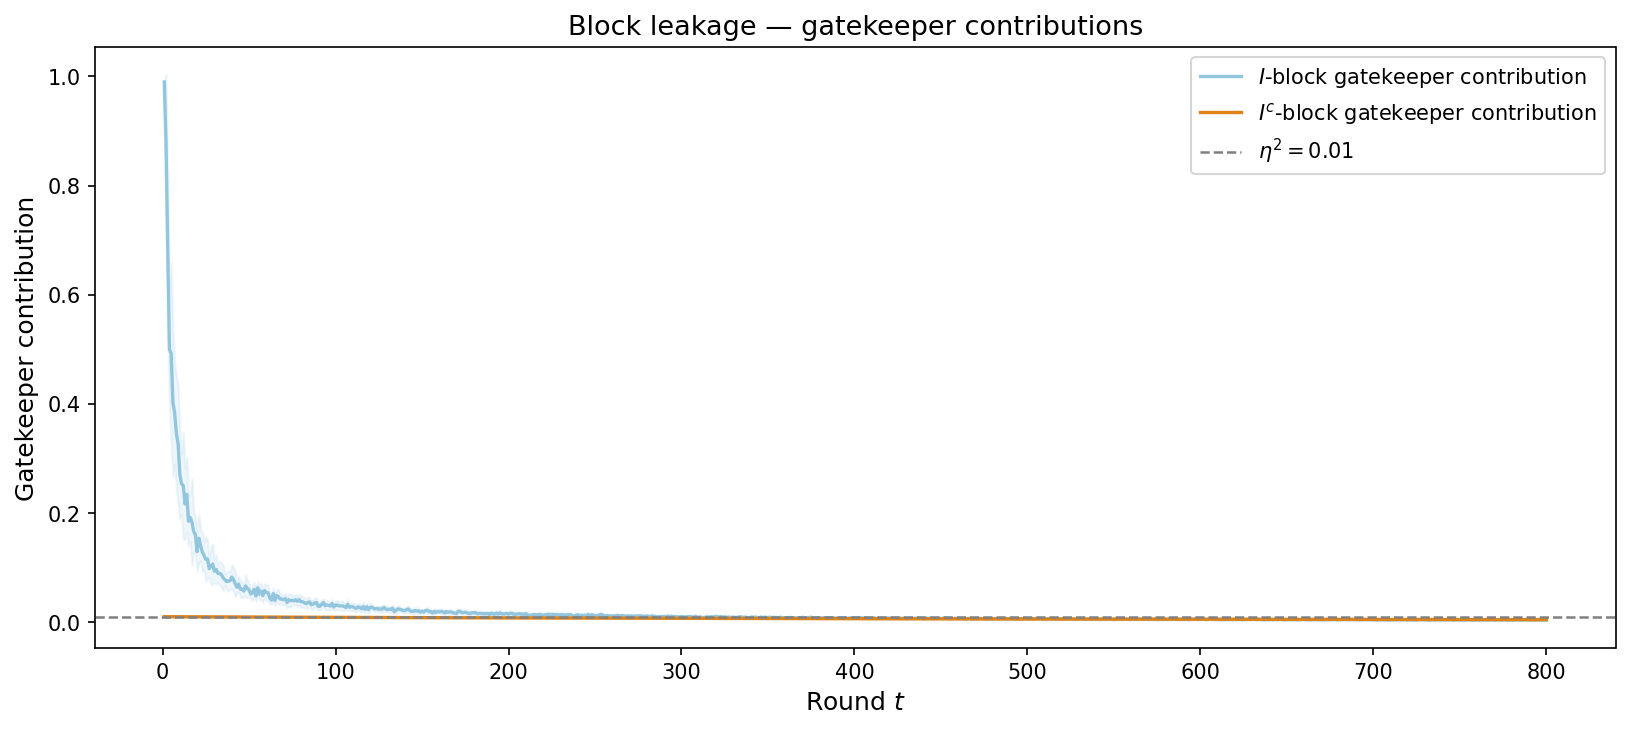 Block leakage — gatekeeper contributions
I-block gatekeeper contribution
I^c-block gatekeeper contribution
η² = 0.01
Gatekeeper contribution
1.0
0.8
0.6
0.4
0.2
0.0
0 100 200 300 400 500 600 700 800
Round t